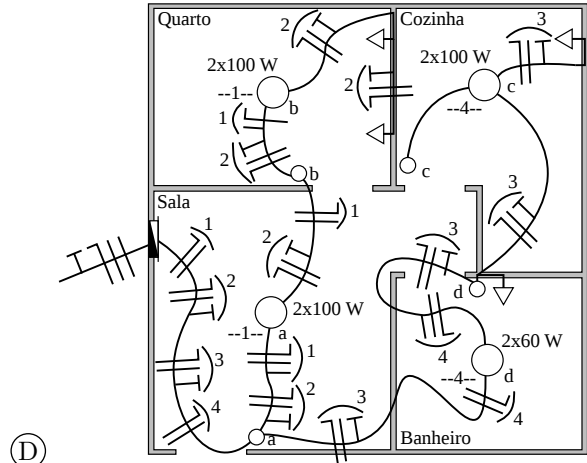 Quarto
Cozinha
2
3
2x100 W
2x100 W
2
--1--
b
c
--4--
1
2
b
c
3
Sala
1
1
3
2
2
d
2x100 W
2x60 W
--1--
a
4
1
d
3
--4--
2
4
3
4
a
Banheiro
D